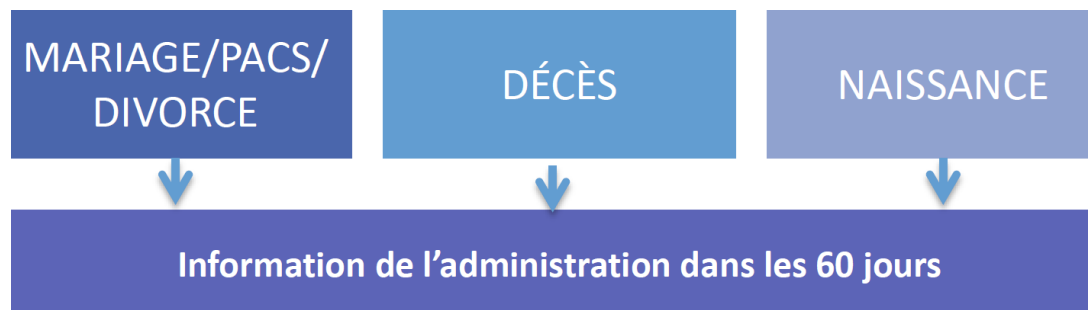 MARIAGE/PACS/
DIVORCE
DÉCÈS
NAISSANCE
Information de l’administration dans les 60 jours